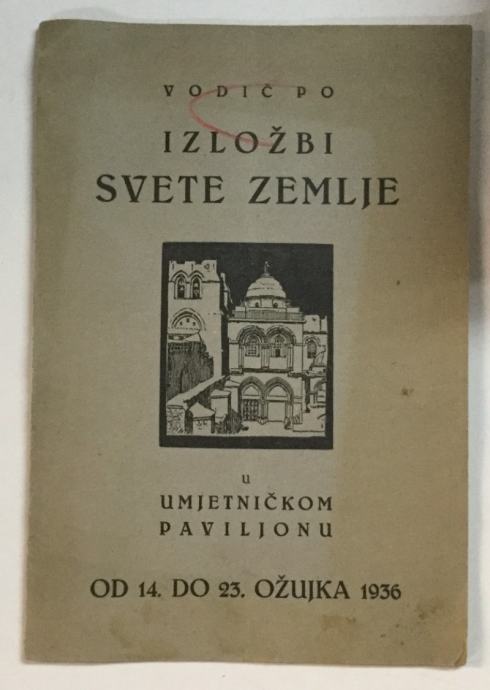 VODIČ PO
IZLOŽBI
SVETE ZEMLJE
U
UMJETNIČKOM
PAVILJONU
OD 14. DO 23. OŽUJKA 1936